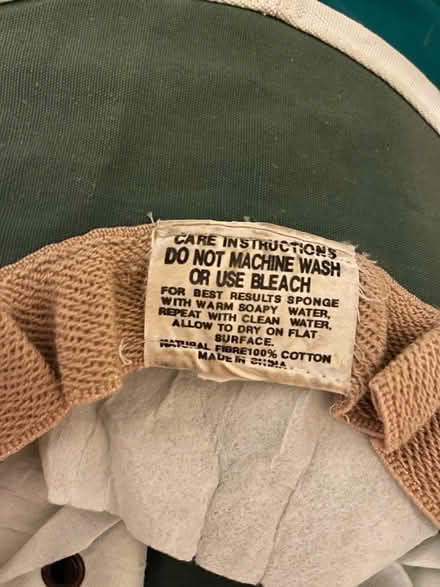 CARE INSTRUCTIONS
DO NOT MACHINE WASH
OR USE BLEACH
FOR BEST RESULTS SPONGE
WITH WARM SOAPY WATER,
REPEAT WITH CLEAN WATER,
ALLOW TO DRY ON FLAT
SURFACE.
NATURAL FIBRE100% COTTON
MADE IN CHINA